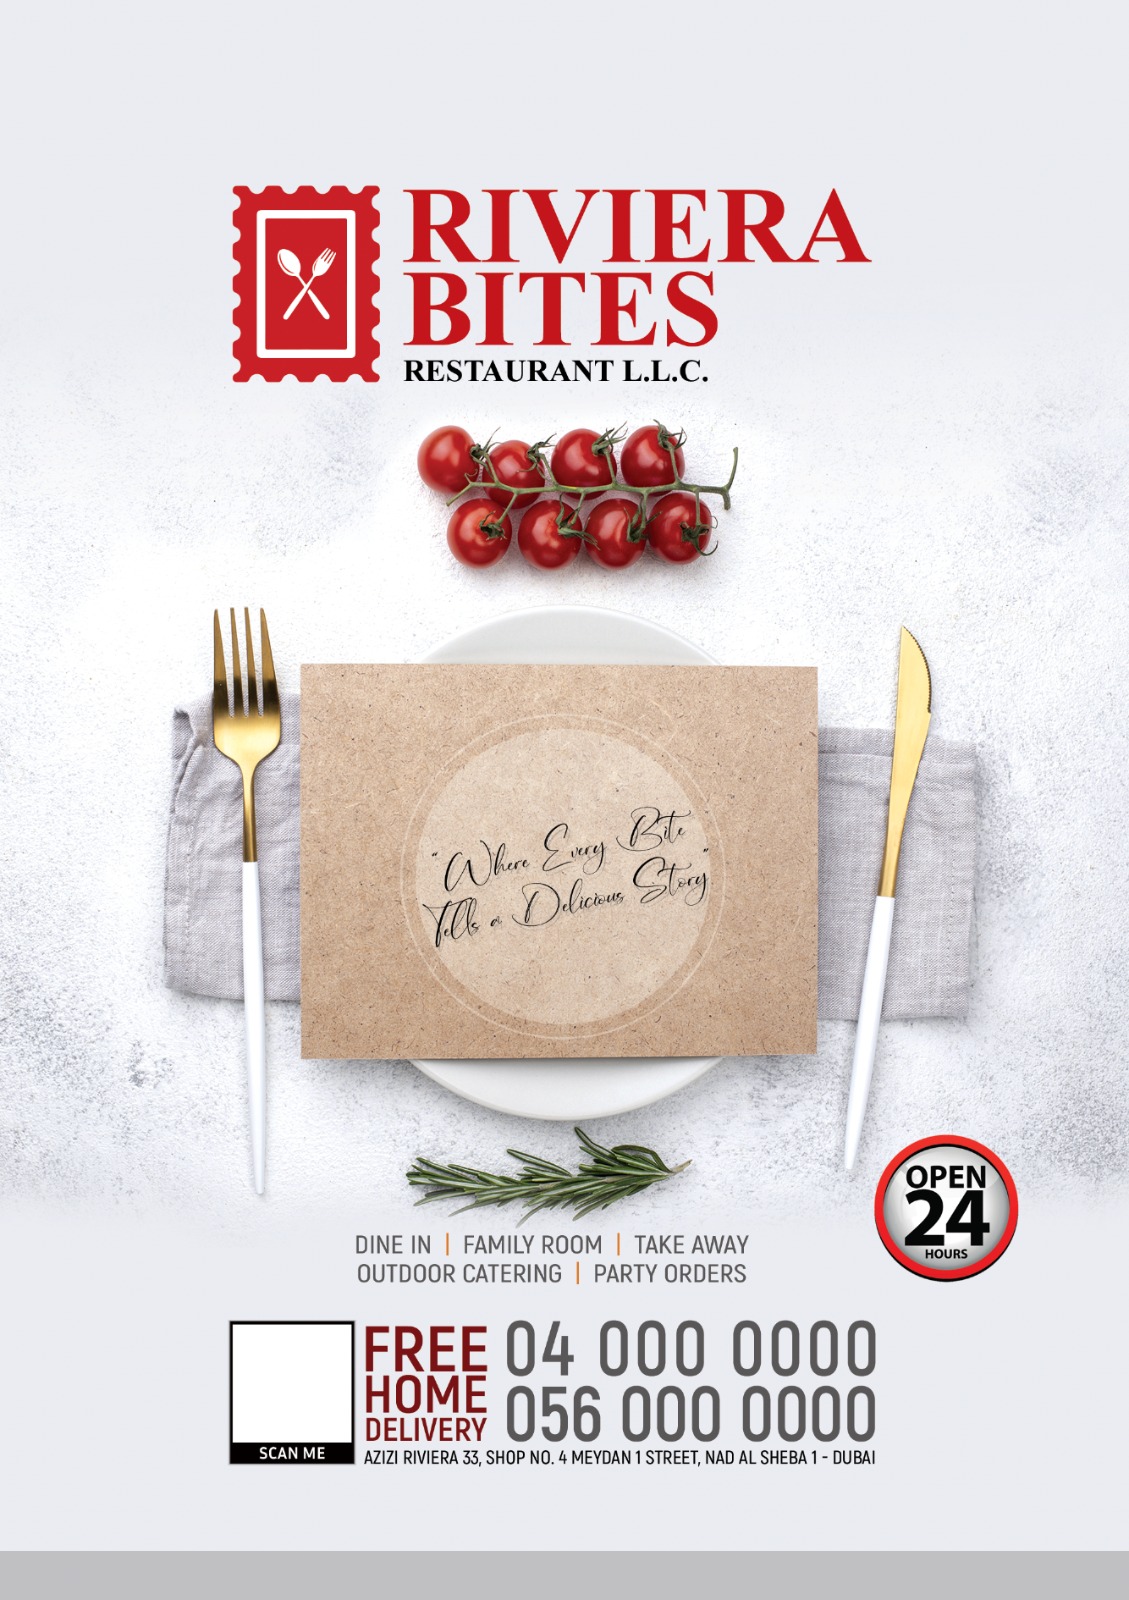 RIVIERA
BITES
RESTAURANT L.L.C.
"Where Every Bite
Tells a Delicious Story"
OPEN
24
HOURS
DINE IN | FAMILY ROOM | TAKE AWAY
OUTDOOR CATERING | PARTY ORDERS
SCAN ME
FREE
HOME
DELIVERY
04 000 0000
056 000 0000
AZIZI RIVIERA 33, SHOP NO. 4 MEYDAN 1 STREET, NAD AL SHEBA 1 - DUBAI